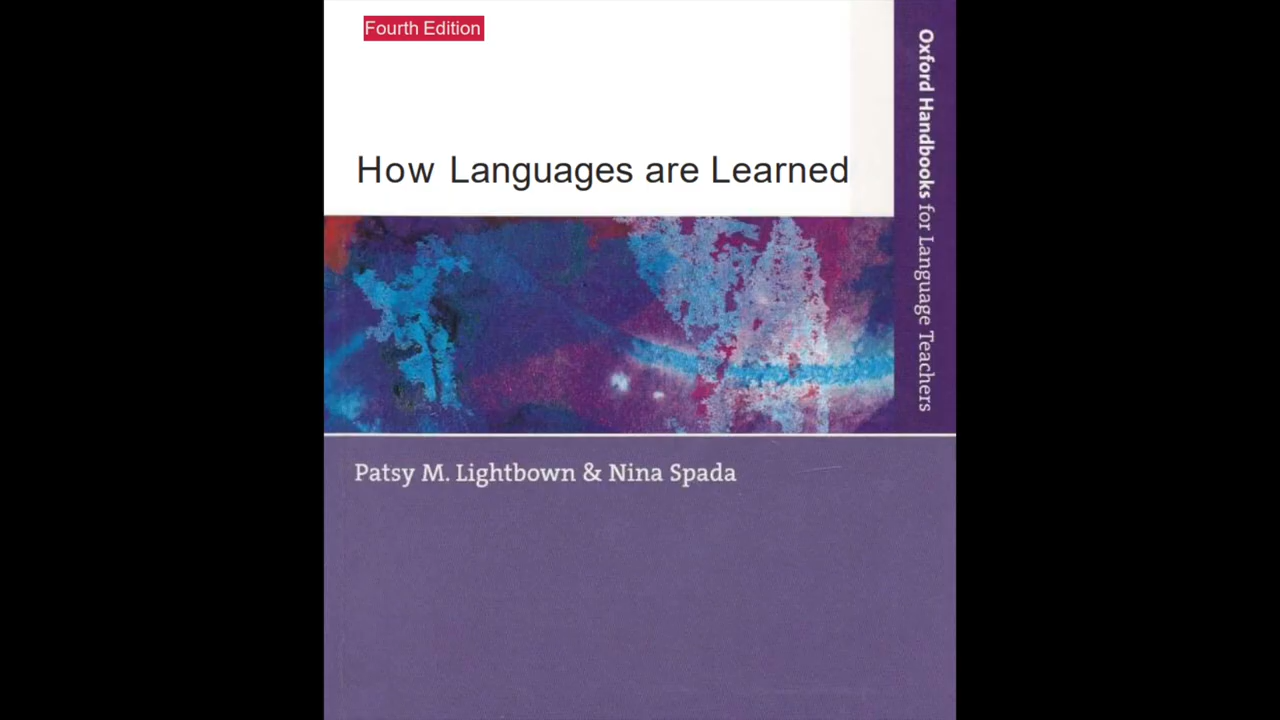 Fourth Edition
How Languages are Learned
Oxford Handbooks for Language Teachers
Patsy M. Lightbown & Nina Spada